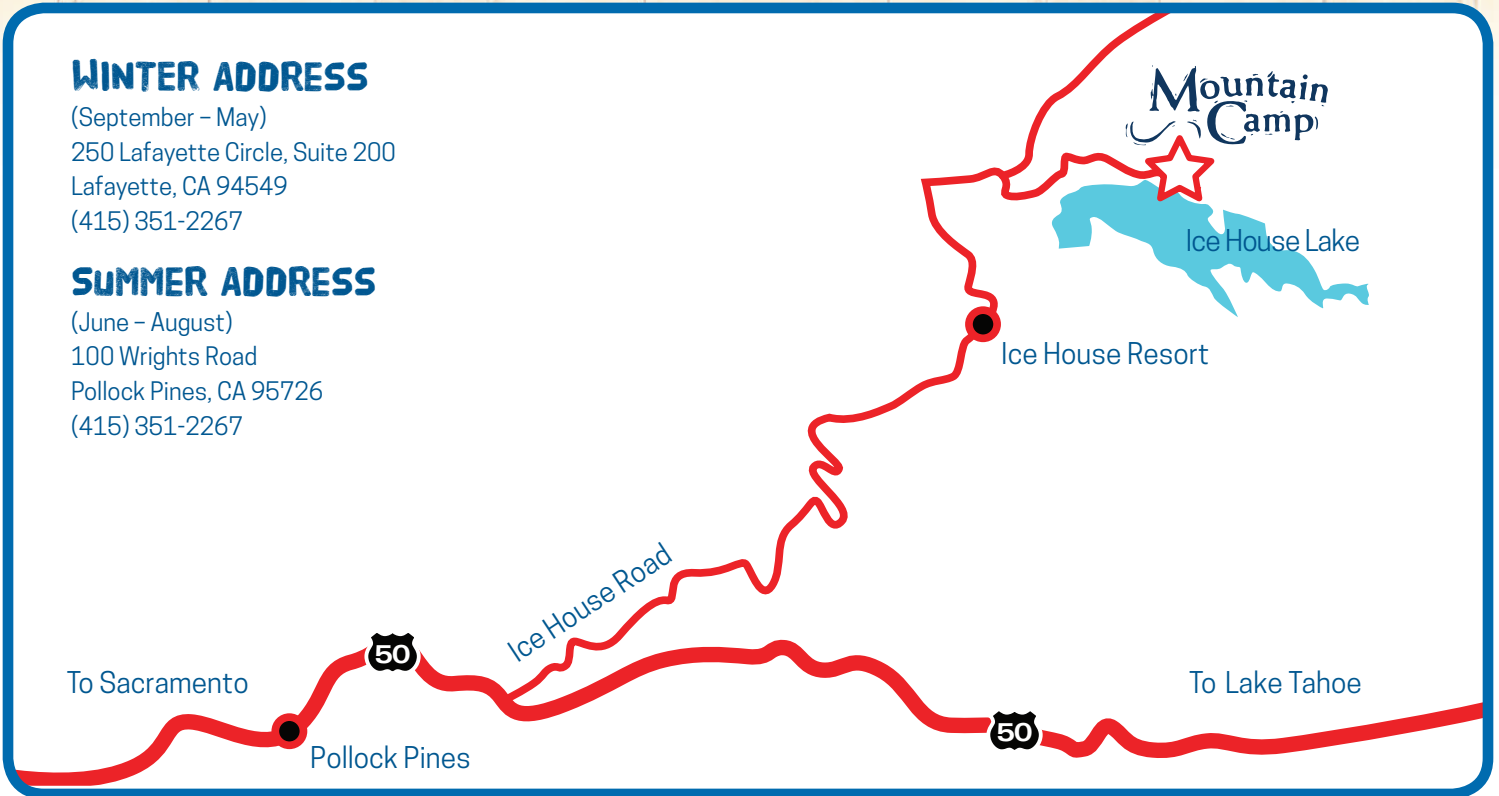 WINTER ADDRESS
(September – May)
250 Lafayette Circle, Suite 200
Lafayette, CA 94549
(415) 351-2267
SUMMER ADDRESS
(June – August)
100 Wrights Road
Pollock Pines, CA 95726
(415) 351-2267
Mountain
Camp
Ice House Lake
Ice House Resort
Ice House Road
50
To Sacramento
To Lake Tahoe
50
Pollock Pines